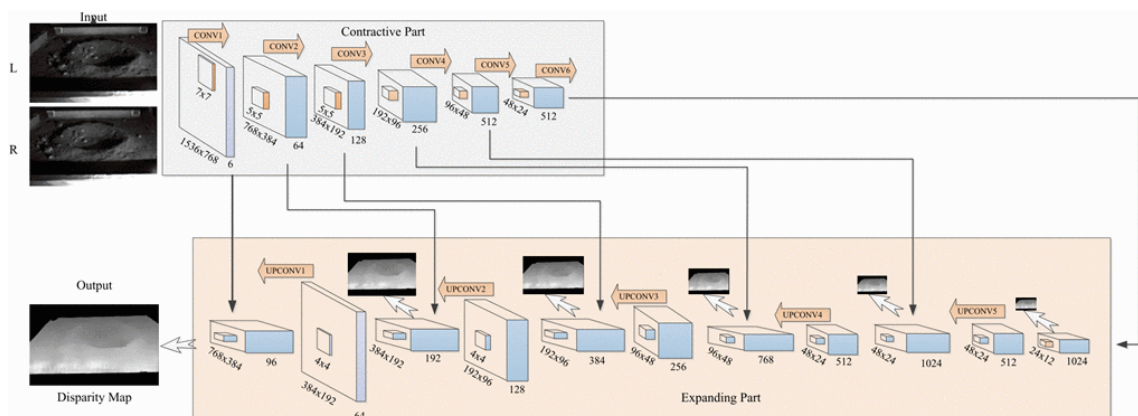 Input
Contractive Part
CONV1
CONV2
CONV3
CONV4
CONV5
CONV6
L
R
7x7
5x5
5x5
1536x768
768x384
384x192
192x96
96x48
48x24
6
64
128
256
512
512
UPCONV1
UPCONV2
UPCONV3
UPCONV4
UPCONV5
Output
768x384
96
4x4
384x192
64
384x192
192
4x4
192x96
128
192x96
384
96x48
256
96x48
768
48x24
512
48x24
1024
48x24
512
24x12
1024
Disparity Map
Expanding Part